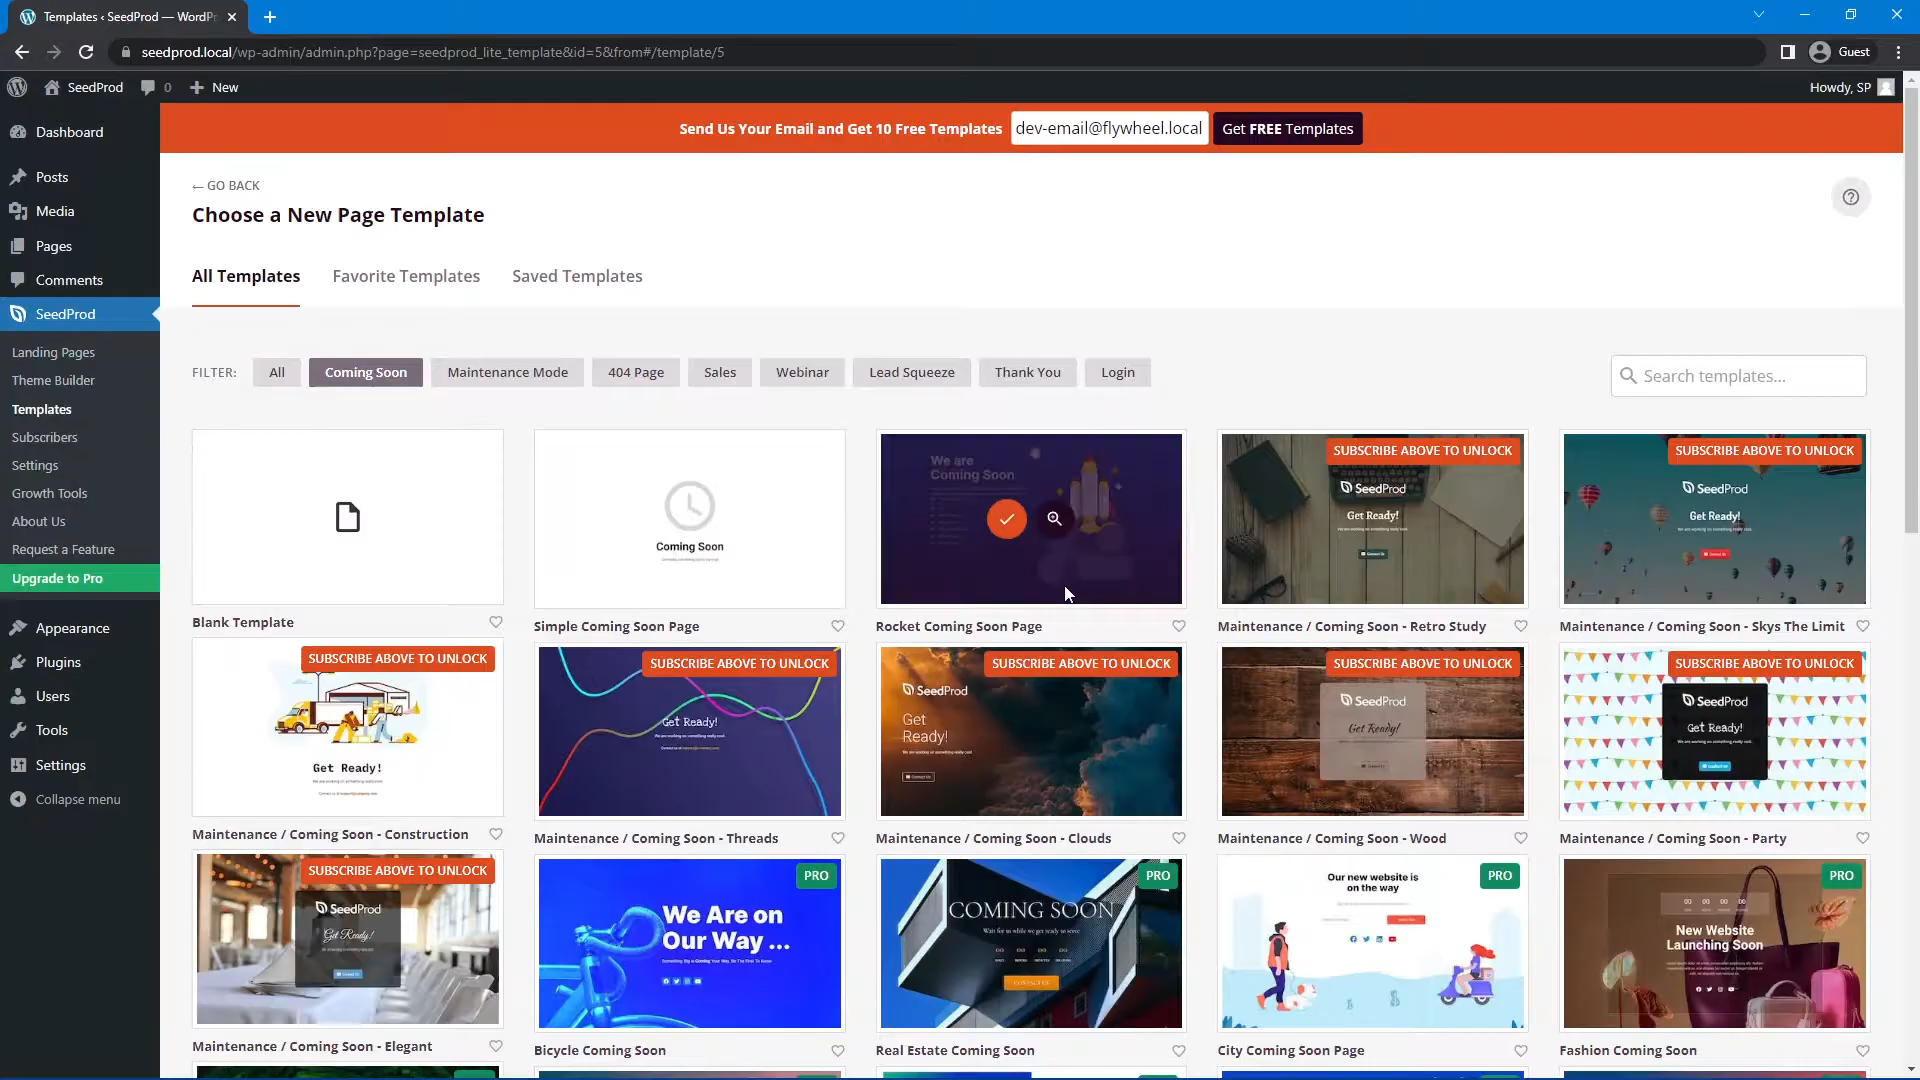 Templates ‹ SeedProd — WordPr
seedprod.local/wp-admin/admin.php?page=seedprod_lite_template&id=5&from#/template/5
Guest
SeedProd
0
New
Howdy, SP
Dashboard
Posts
Media
Pages
Comments
SeedProd
Landing Pages
Theme Builder
Templates
Subscribers
Settings
Growth Tools
About Us
Request a Feature
Upgrade to Pro
Appearance
Plugins
Users
Tools
Settings
Collapse menu
Send Us Your Email and Get 10 Free Templates
dev-email@flywheel.local
Get FREE Templates
← GO BACK
Choose a New Page Template
All Templates
Favorite Templates
Saved Templates
FILTER:
All
Coming Soon
Maintenance Mode
404 Page
Sales
Webinar
Lead Squeeze
Thank You
Login
Search templates...
Blank Template
Coming Soon
Simple Coming Soon Page
We are
Coming Soon
Rocket Coming Soon Page
SUBSCRIBE ABOVE TO UNLOCK
SeedProd
Get Ready!
Maintenance / Coming Soon - Retro Study
SUBSCRIBE ABOVE TO UNLOCK
SeedProd
Get Ready!
Maintenance / Coming Soon - Skys The Limit
SUBSCRIBE ABOVE TO UNLOCK
Get Ready!
Maintenance / Coming Soon - Construction
SUBSCRIBE ABOVE TO UNLOCK
Get Ready!
Maintenance / Coming Soon - Threads
SUBSCRIBE ABOVE TO UNLOCK
SeedProd
Get
Ready!
Maintenance / Coming Soon - Clouds
SUBSCRIBE ABOVE TO UNLOCK
SeedProd
Get Ready!
Maintenance / Coming Soon - Wood
SUBSCRIBE ABOVE TO UNLOCK
SeedProd
Get Ready!
Maintenance / Coming Soon - Party
SUBSCRIBE ABOVE TO UNLOCK
SeedProd
Get Ready!
Maintenance / Coming Soon - Elegant
PRO
We Are on
Our Way ...
Bicycle Coming Soon
PRO
COMING SOON
Wait for us while we get ready to serve
CONTACT US
Real Estate Coming Soon
PRO
Our new website is
on the way
City Coming Soon Page
PRO
New Website
Launching Soon
Fashion Coming Soon